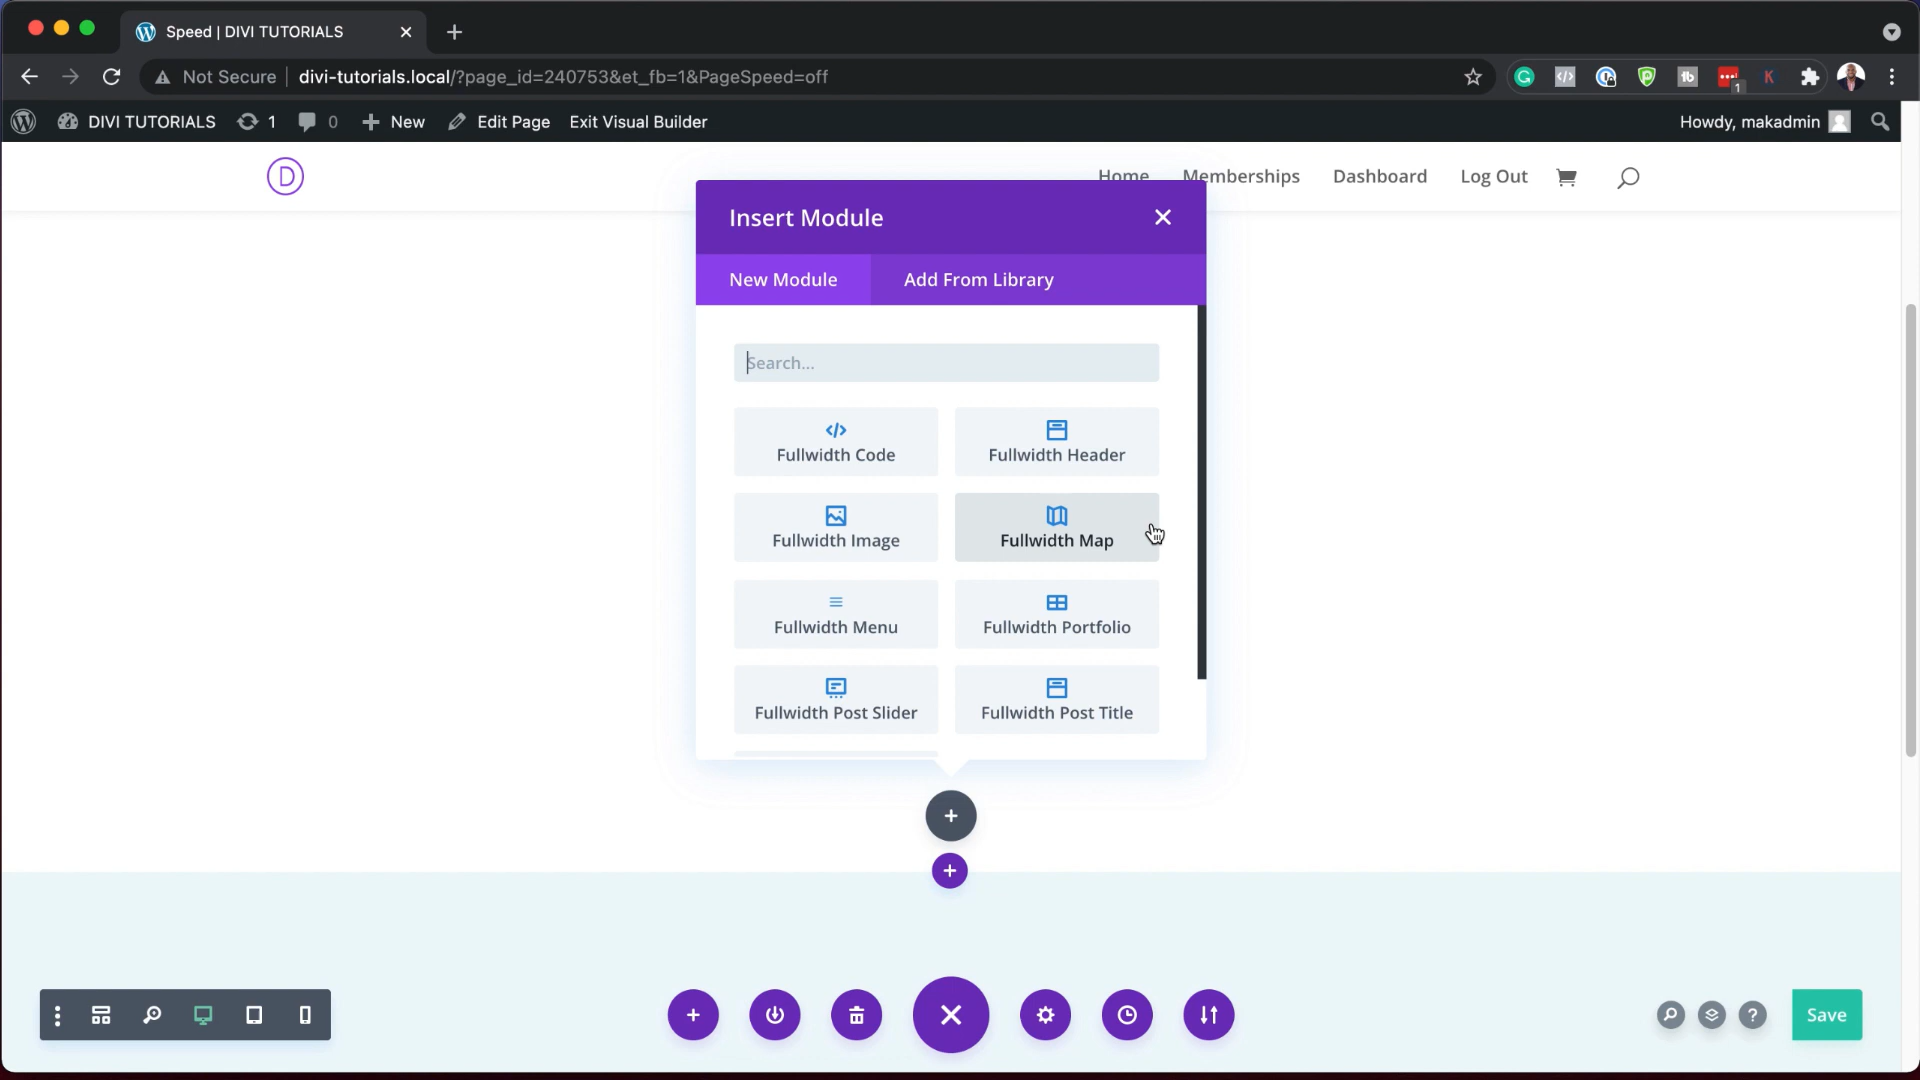 Speed | DIVI TUTORIALS
Not Secure divi-tutorials.local/?page_id=240753&et_fb=1&PageSpeed=off
1
DIVI TUTORIALS 1 0 New Edit Page Exit Visual Builder Howdy, makadmin
D Home Memberships Dashboard Log Out
Insert Module
New Module Add From Library
Search...
Fullwidth Code Fullwidth Header
Fullwidth Image Fullwidth Map
Fullwidth Menu Fullwidth Portfolio
Fullwidth Post Slider Fullwidth Post Title
Save